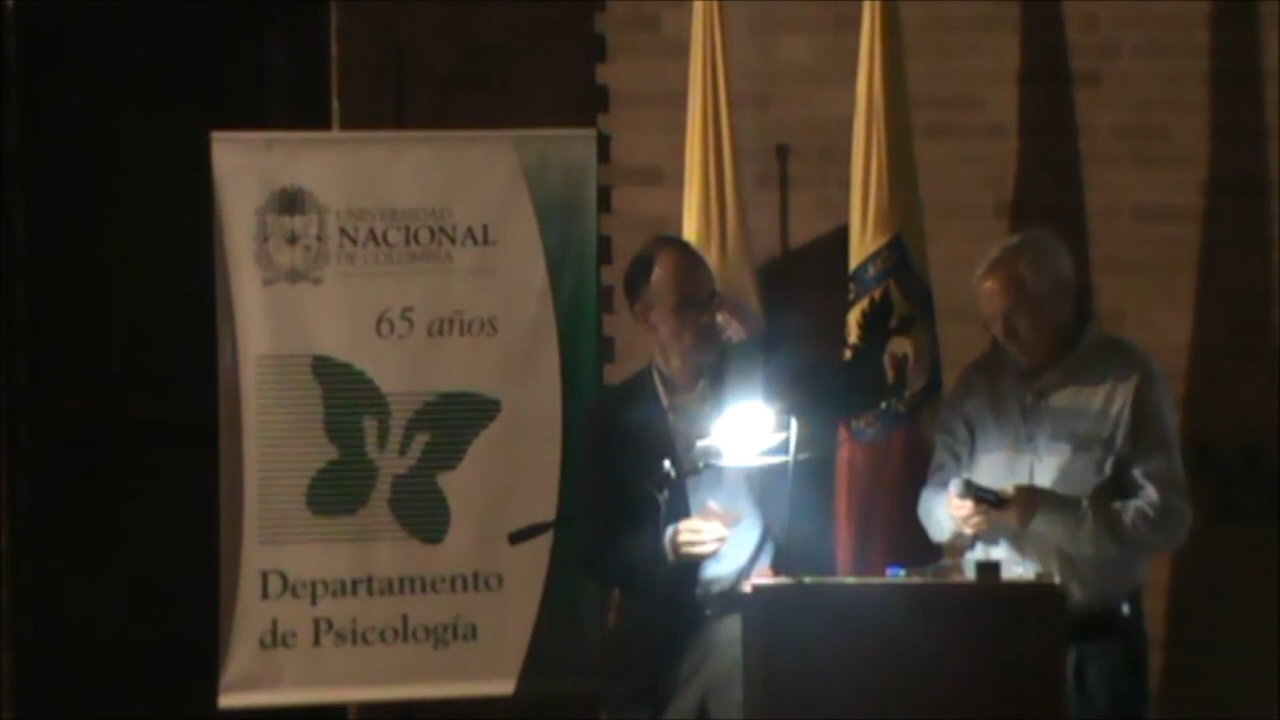 UNIVERSIDAD
NACIONAL
DE COLOMBIA
65 años
Departamento
de Psicología